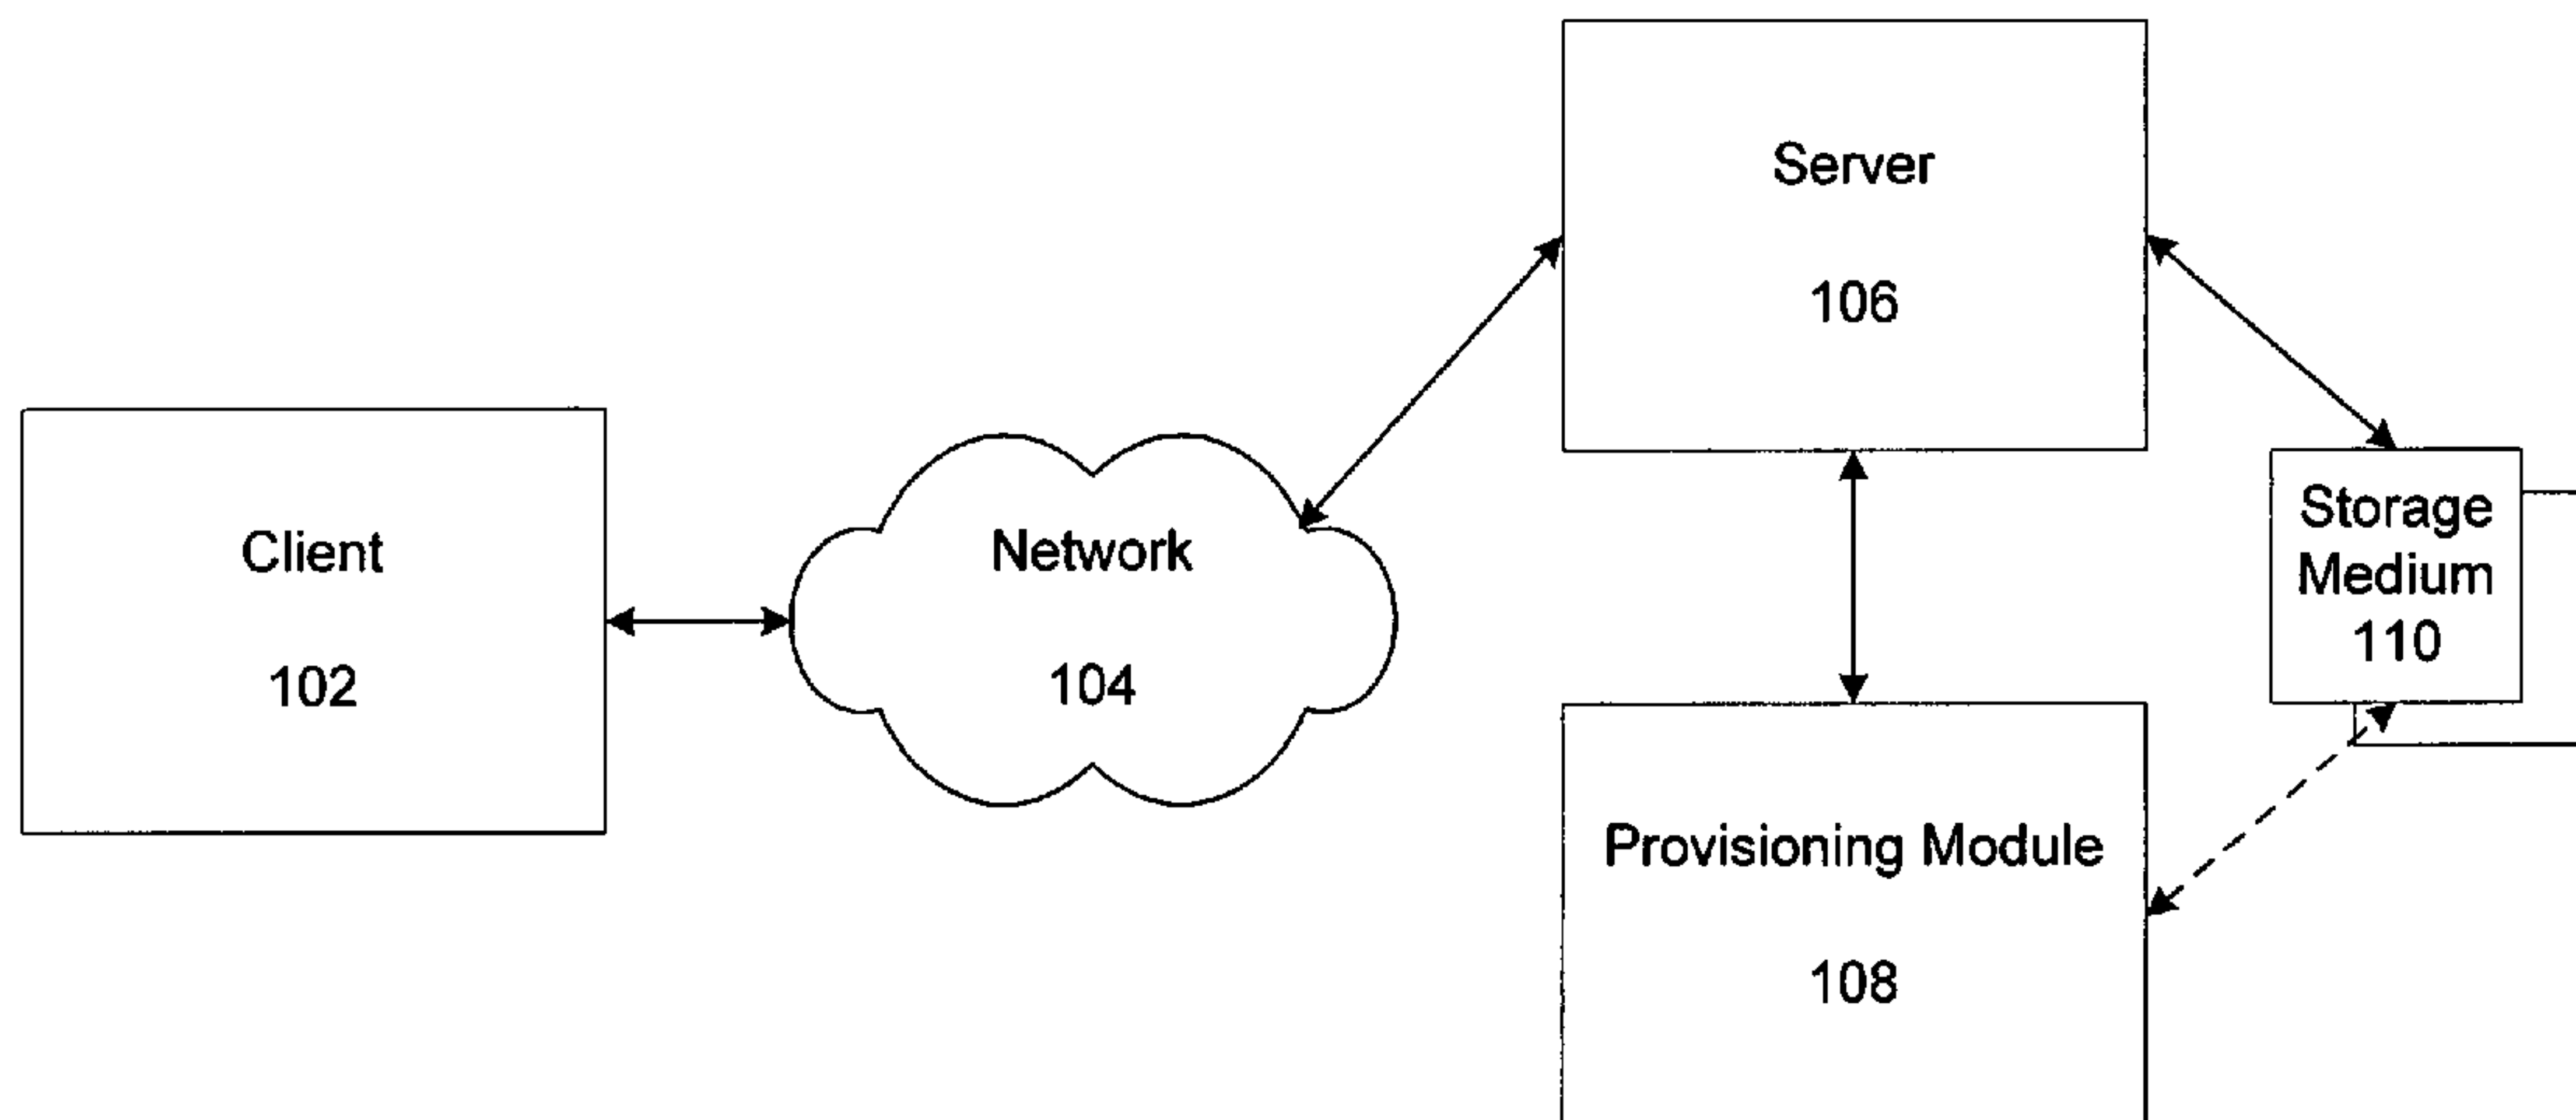 Client
102
Network
104
Server
106
Storage
Medium
110
Provisioning Module
108